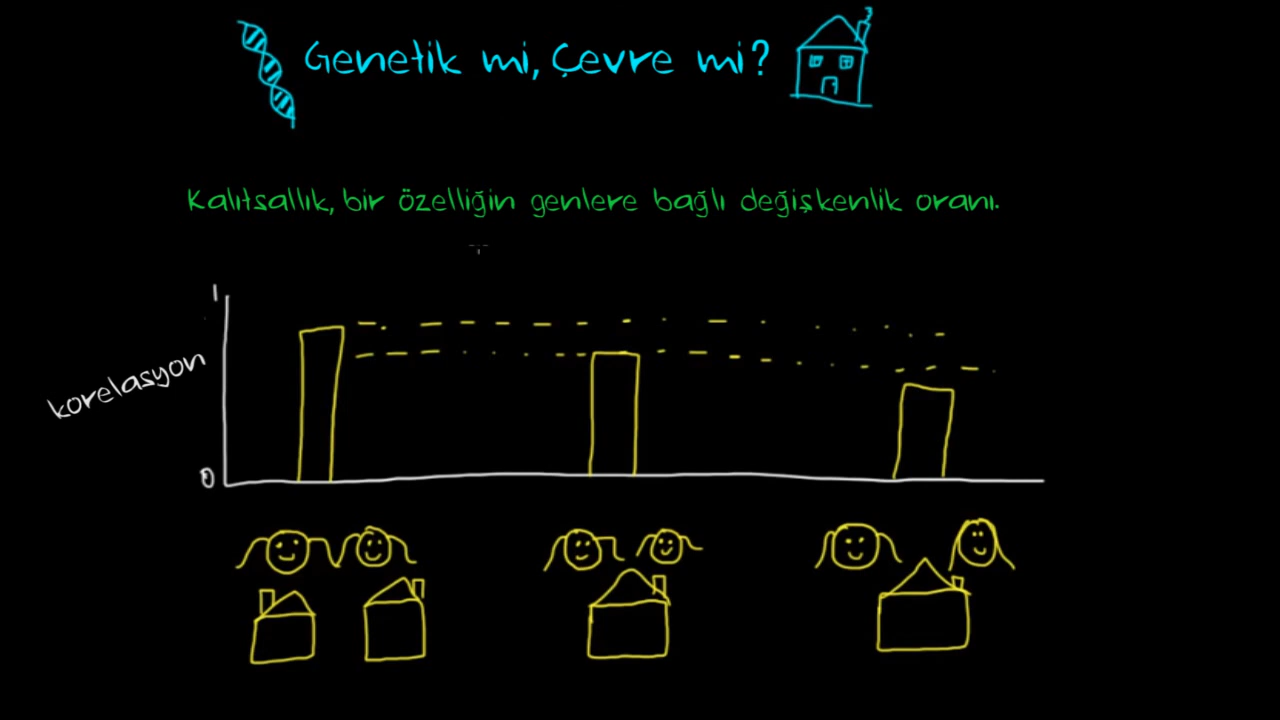 Genetik mi, Çevre mi?
Kalıtsallık, bir özelliğin genlere bağlı değişkenlik oranı.
1
korelasyon
0